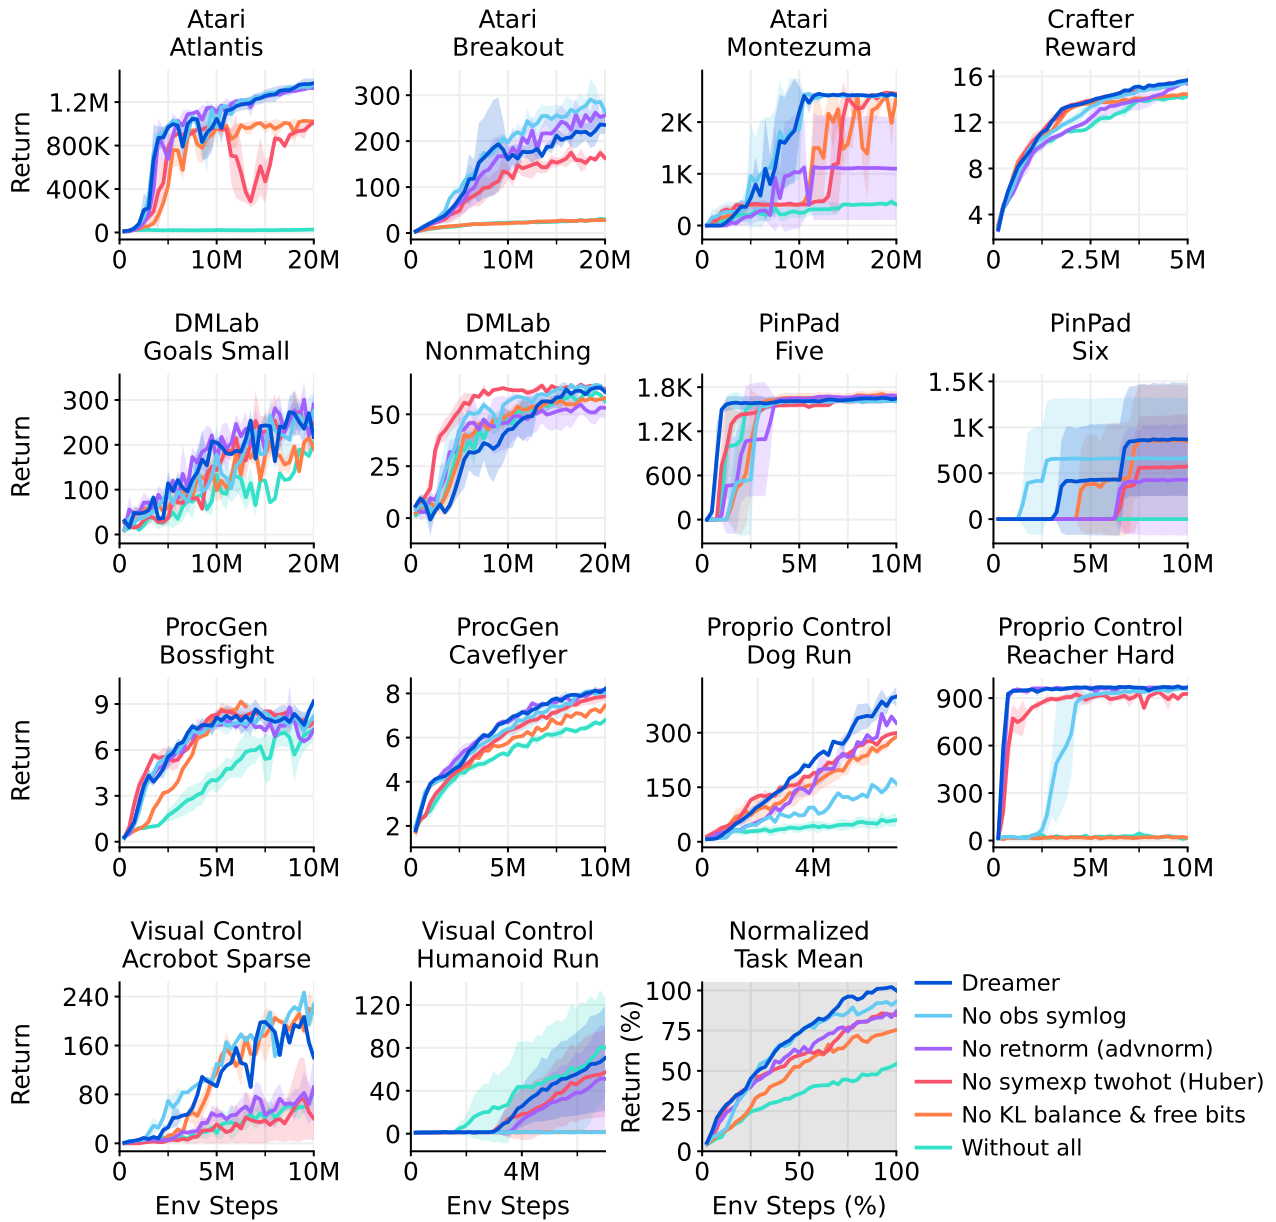 Atari
Atlantis
Atari
Breakout
Atari
Montezuma
Crafter
Reward
Return
1.2M
800K
400K
0
0
10M
20M
300
200
100
0
0
10M
20M
2K
1K
0
0
10M
20M
16
12
8
4
0
2.5M
5M
DMLab
Goals Small
DMLab
Nonmatching
PinPad
Five
PinPad
Six
Return
300
200
100
0
0
10M
20M
50
25
0
0
10M
20M
1.8K
1.2K
600
0
0
5M
10M
1.5K
1K
500
0
0
5M
10M
ProcGen
Bossfight
ProcGen
Caveflyer
Proprio Control
Dog Run
Proprio Control
Reacher Hard
Return
9
6
3
0
0
5M
10M
8
6
4
2
0
5M
10M
300
150
0
0
4M
900
600
300
0
0
5M
10M
Visual Control
Acrobot Sparse
Visual Control
Humanoid Run
Normalized
Task Mean
Return
240
160
80
0
0
5M
10M
Env Steps
120
80
40
0
0
4M
Env Steps
Return (%)
100
75
50
25
0
0
50
100
Env Steps (%)
Dreamer
No obs symlog
No retnorm (advnorm)
No symexp twohot (Huber)
No KL balance & free bits
Without all